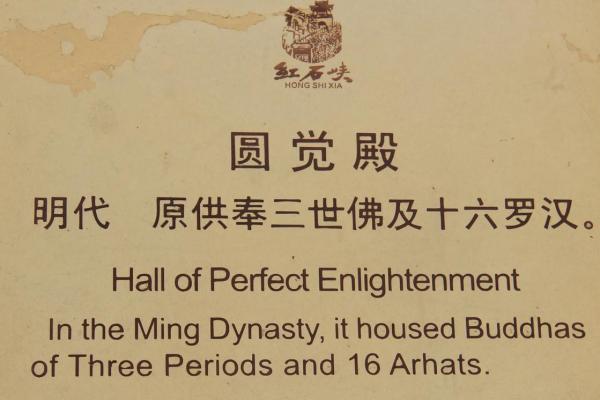 红石峡
HONG SHI XIA
圆觉殿
明代 原供奉三世佛及十六罗汉。
Hall of Perfect Enlightenment
In the Ming Dynasty, it housed Buddhas
of Three Periods and 16 Arhats.